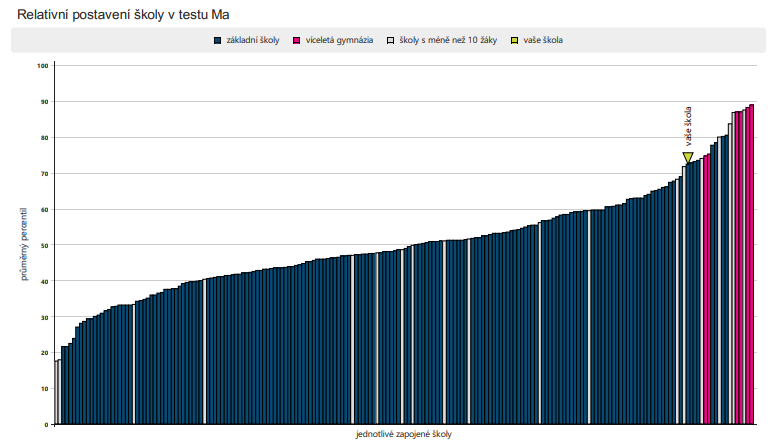 Relativní postavení školy v testu Ma
základní školy
víceletá gymnázia
školy s méně než 10 žáky
vaše škola
průměrný percentil
100
90
80
70
60
50
40
30
20
10
0
vaše škola
jednotlivé zapojené školy